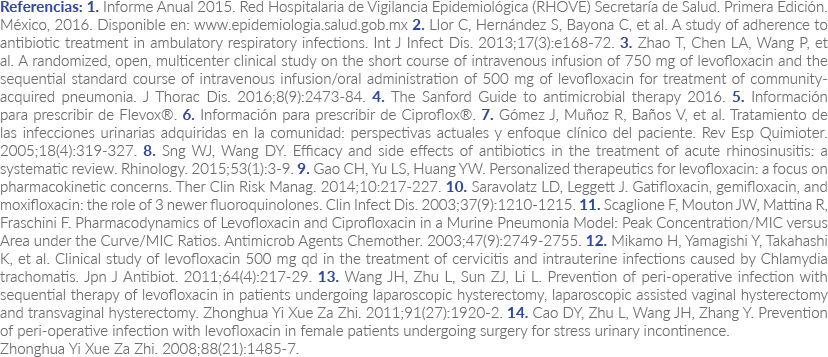 Referencias: 1. Informe Anual 2015. Red Hospitalaria de Vigilancia Epidemiológica (RHOVE) Secretaría de Salud. Primera Edición.
México, 2016. Disponible en: www.epidemiologia.salud.gob.mx 2. Llor C, Hernández S, Bayona C, et al. A study of adherence to
antibiotic treatment in ambulatory respiratory infections. Int J Infect Dis. 2013;17(3):e168-72. 3. Zhao T, Chen LA, Wang P, et
al. A randomized, open, multicenter clinical study on the short course of intravenous infusion of 750 mg of levofloxacin and the
sequential standard course of intravenous infusion/oral administration of 500 mg of levofloxacin for treatment of community-
acquired pneumonia. J Thorac Dis. 2016;8(9):2473-84. 4. The Sanford Guide to antimicrobial therapy 2016. 5. Información
para prescribir de Flevox®. 6. Información para prescribir de Ciproflox®. 7. Gómez J, Muñoz R, Baños V, et al. Tratamiento de
las infecciones urinarias adquiridas en la comunidad: perspectivas actuales y enfoque clínico del paciente. Rev Esp Quimioter.
2005;18(4):319-327. 8. Sng WJ, Wang DY. Efficacy and side effects of antibiotics in the treatment of acute rhinosinusitis: a
systematic review. Rhinology. 2015;53(1):3-9. 9. Gao CH, Yu LS, Huang YW. Personalized therapeutics for levofloxacin: a focus on
pharmacokinetic concerns. Ther Clin Risk Manag. 2014;10:217-227. 10. Saravolatz LD, Leggett J. Gatifloxacin, gemifloxacin, and
moxifloxacin: the role of 3 newer fluoroquinolones. Clin Infect Dis. 2003;37(9):1210-1215. 11. Scaglione F, Mouton JW, Mattina R,
Fraschini F. Pharmacodynamics of Levofloxacin and Ciprofloxacin in a Murine Pneumonia Model: Peak Concentration/MIC versus
Area under the Curve/MIC Ratios. Antimicrob Agents Chemother. 2003;47(9):2749-2755. 12. Mikamo H, Yamagishi Y, Takahashi
K, et al. Clinical study of levofloxacin 500 mg qd in the treatment of cervicitis and intrauterine infections caused by Chlamydia
trachomatis. Jpn J Antibiot. 2011;64(4):217-29. 13. Wang JH, Zhu L, Sun ZJ, Li L. Prevention of peri-operative infection with
sequential therapy of levofloxacin in patients undergoing laparoscopic hysterectomy, laparoscopic assisted vaginal hysterectomy
and transvaginal hysterectomy. Zhonghua Yi Xue Za Zhi. 2011;91(27):1920-2. 14. Cao DY, Zhu L, Wang JH, Zhang Y. Prevention
of peri-operative infection with levofloxacin in female patients undergoing surgery for stress urinary incontinence.
Zhonghua Yi Xue Za Zhi. 2008;88(21):1485-7.